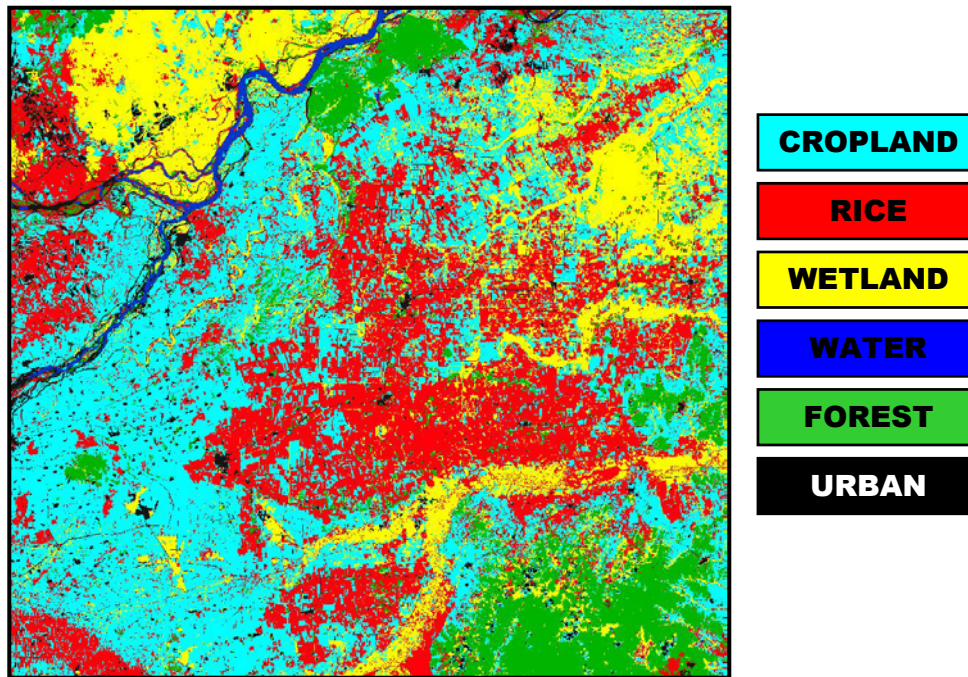 CROPLAND
RICE
WETLAND
WATER
FOREST
URBAN